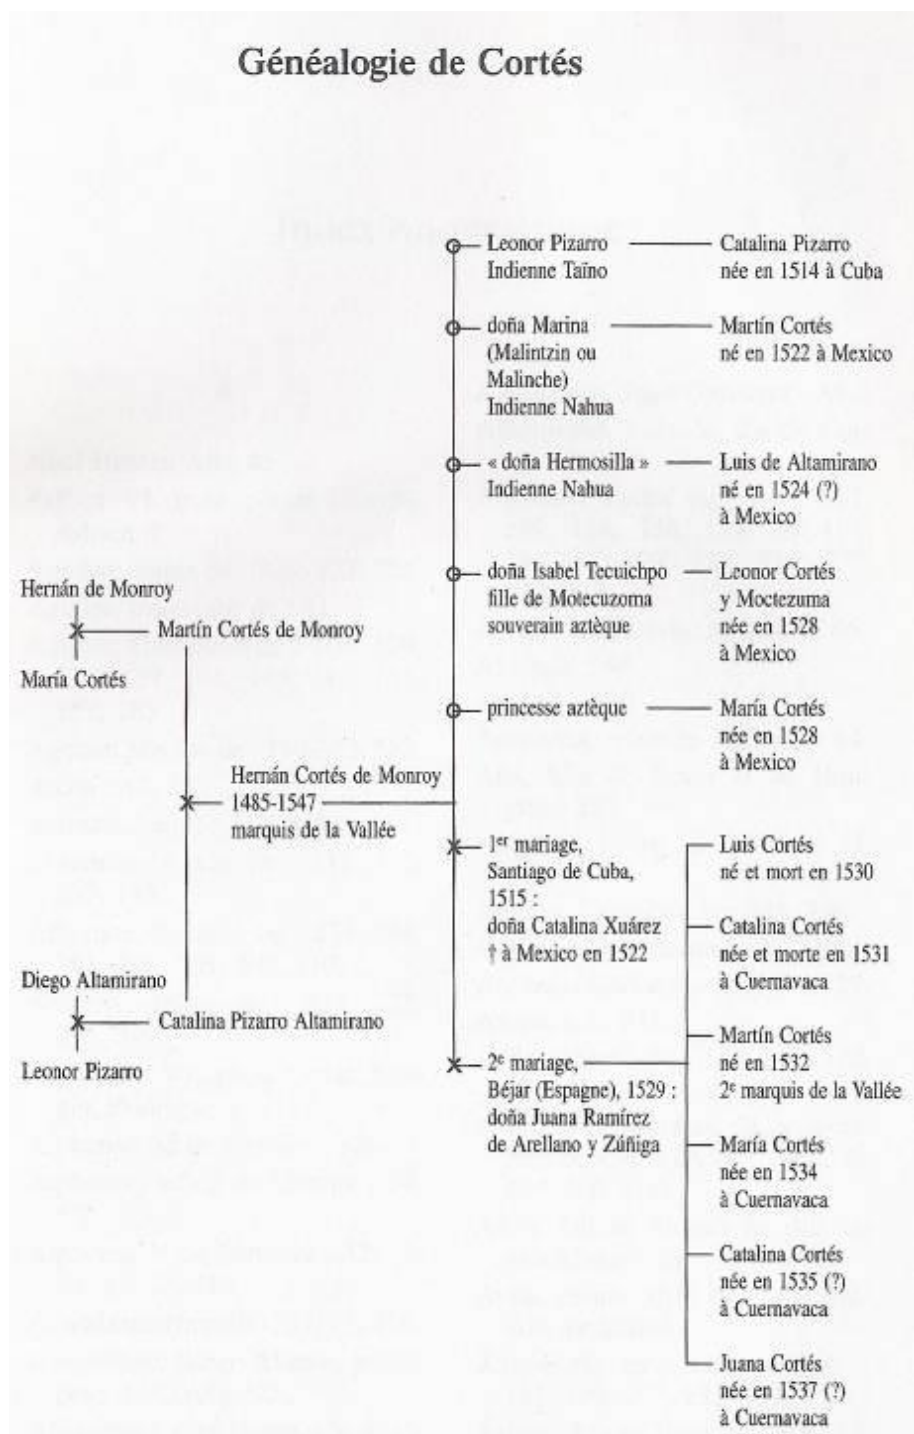 Généalogie de Cortés
Leonor Pizarro
Indienne Taïno
Catalina Pizarro
née en 1514 à Cuba
doña Marina
(Malintzin ou
Malinche)
Indienne Nahua
Martín Cortés
né en 1522 à Mexico
« doña Hermosilla »
Indienne Nahua
Luis de Altamirano
né en 1524 (?)
à Mexico
doña Isabel Tecuichpo
fille de Motecuzoma
souverain aztèque
Leonor Cortés
y Moctezuma
née en 1528
à Mexico
princesse aztèque
María Cortés
née en 1528
à Mexico
Hernán de Monroy
Martín Cortés de Monroy
María Cortés
Hernán Cortés de Monroy
1485-1547
marquis de la Vallée
Diego Altamirano
Catalina Pizarro Altamirano
Leonor Pizarro
1er mariage,
Santiago de Cuba,
1515 :
doña Catalina Xuárez
† à Mexico en 1522
2e mariage,
Béjar (Espagne), 1529 :
doña Juana Ramírez
de Arellano y Zúñiga
Luis Cortés
né et mort en 1530
Catalina Cortés
née et morte en 1531
à Cuernavaca
Martín Cortés
né en 1532
2e marquis de la Vallée
María Cortés
née en 1534
à Cuernavaca
Catalina Cortés
née en 1535 (?)
à Cuernavaca
Juana Cortés
née en 1537 (?)
à Cuernavaca